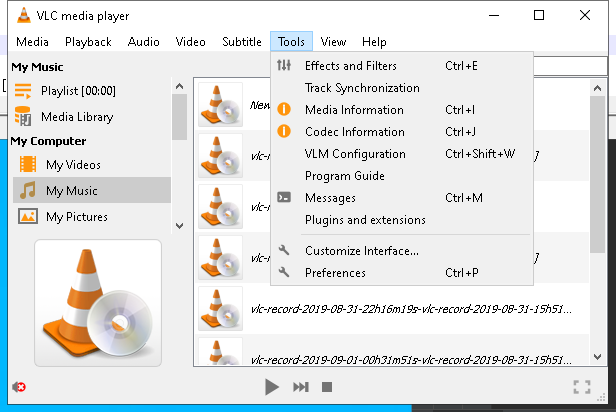 VLC media player
Media Playback Audio Video Subtitle Tools View Help
My Music
Playlist [00:00]
Media Library
My Computer
My Videos
My Music
My Pictures
Effects and Filters Ctrl+E
Track Synchronization
Media Information Ctrl+I
Codec Information Ctrl+J
VLM Configuration Ctrl+Shift+W
Program Guide
Messages Ctrl+M
Plugins and extensions
Customize Interface...
Preferences Ctrl+P
New
vlc-r
vlc-r
vlc-r
vlc-record-2019-08-31-22h16m19s-vlc-record-2019-08-31-15h51...
vlc-record-2019-09-01-00h31m51s-vlc-record-2019-08-31-15h51...